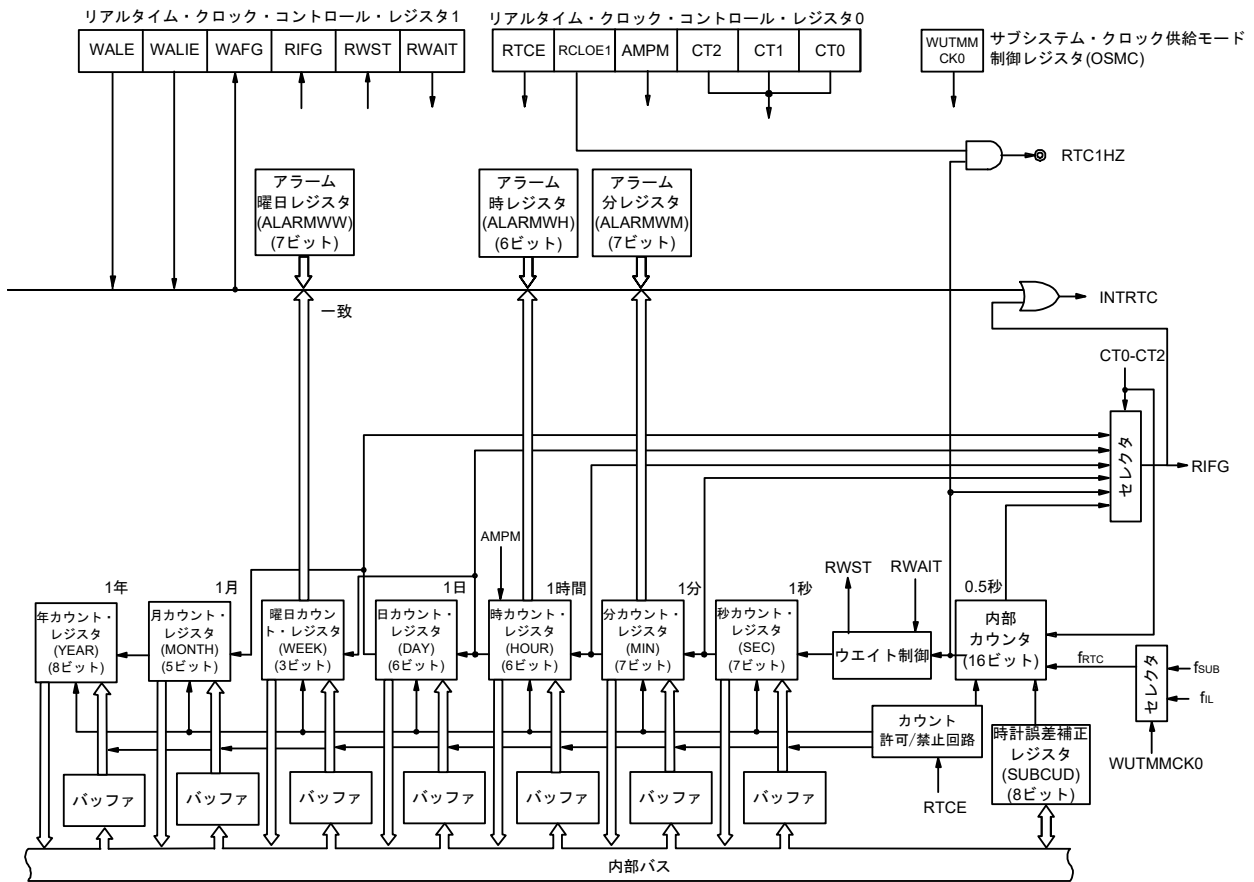 リアルタイム・クロック・コントロール・レジスタ1
リアルタイム・クロック・コントロール・レジスタ0
WALE WALIE WAFG RIFG RWST RWAIT
RTCE RCLOE1 AMPM CT2 CT1 CT0
WUTMM
CK0
サブシステム・クロック供給モード
制御レジスタ(OSMC)
RTC1HZ
アラーム
曜日レジスタ
(ALARMWW)
(7ビット)
アラーム
時レジスタ
(ALARMWH)
(6ビット)
アラーム
分レジスタ
(ALARMWM)
(7ビット)
一致
INTRTC
CT0-CT2
セレクタ
RIFG
AMPM
RWST
RWAIT
1年
1月
1日
1時間
1分
1秒
0.5秒
年カウント・
レジスタ
(YEAR)
(8ビット)
月カウント・
レジスタ
(MONTH)
(5ビット)
曜日カウン
ト・レジスタ
(WEEK)
(3ビット)
日カウント・
レジスタ
(DAY)
(6ビット)
時カウント・
レジスタ
(HOUR)
(6ビット)
分カウント・
レジスタ
(MIN)
(7ビット)
秒カウント・
レジスタ
(SEC)
(7ビット)
ウエイト制御
内部
カウンタ
(16ビット)
fRTC
セレクタ
fSUB
fIL
WUTMMCK0
カウント
許可/禁止回路
RTCE
時計誤差補正
レジスタ
(SUBCUD)
(8ビット)
バッファ
バッファ
バッファ
バッファ
バッファ
バッファ
バッファ
内部バス